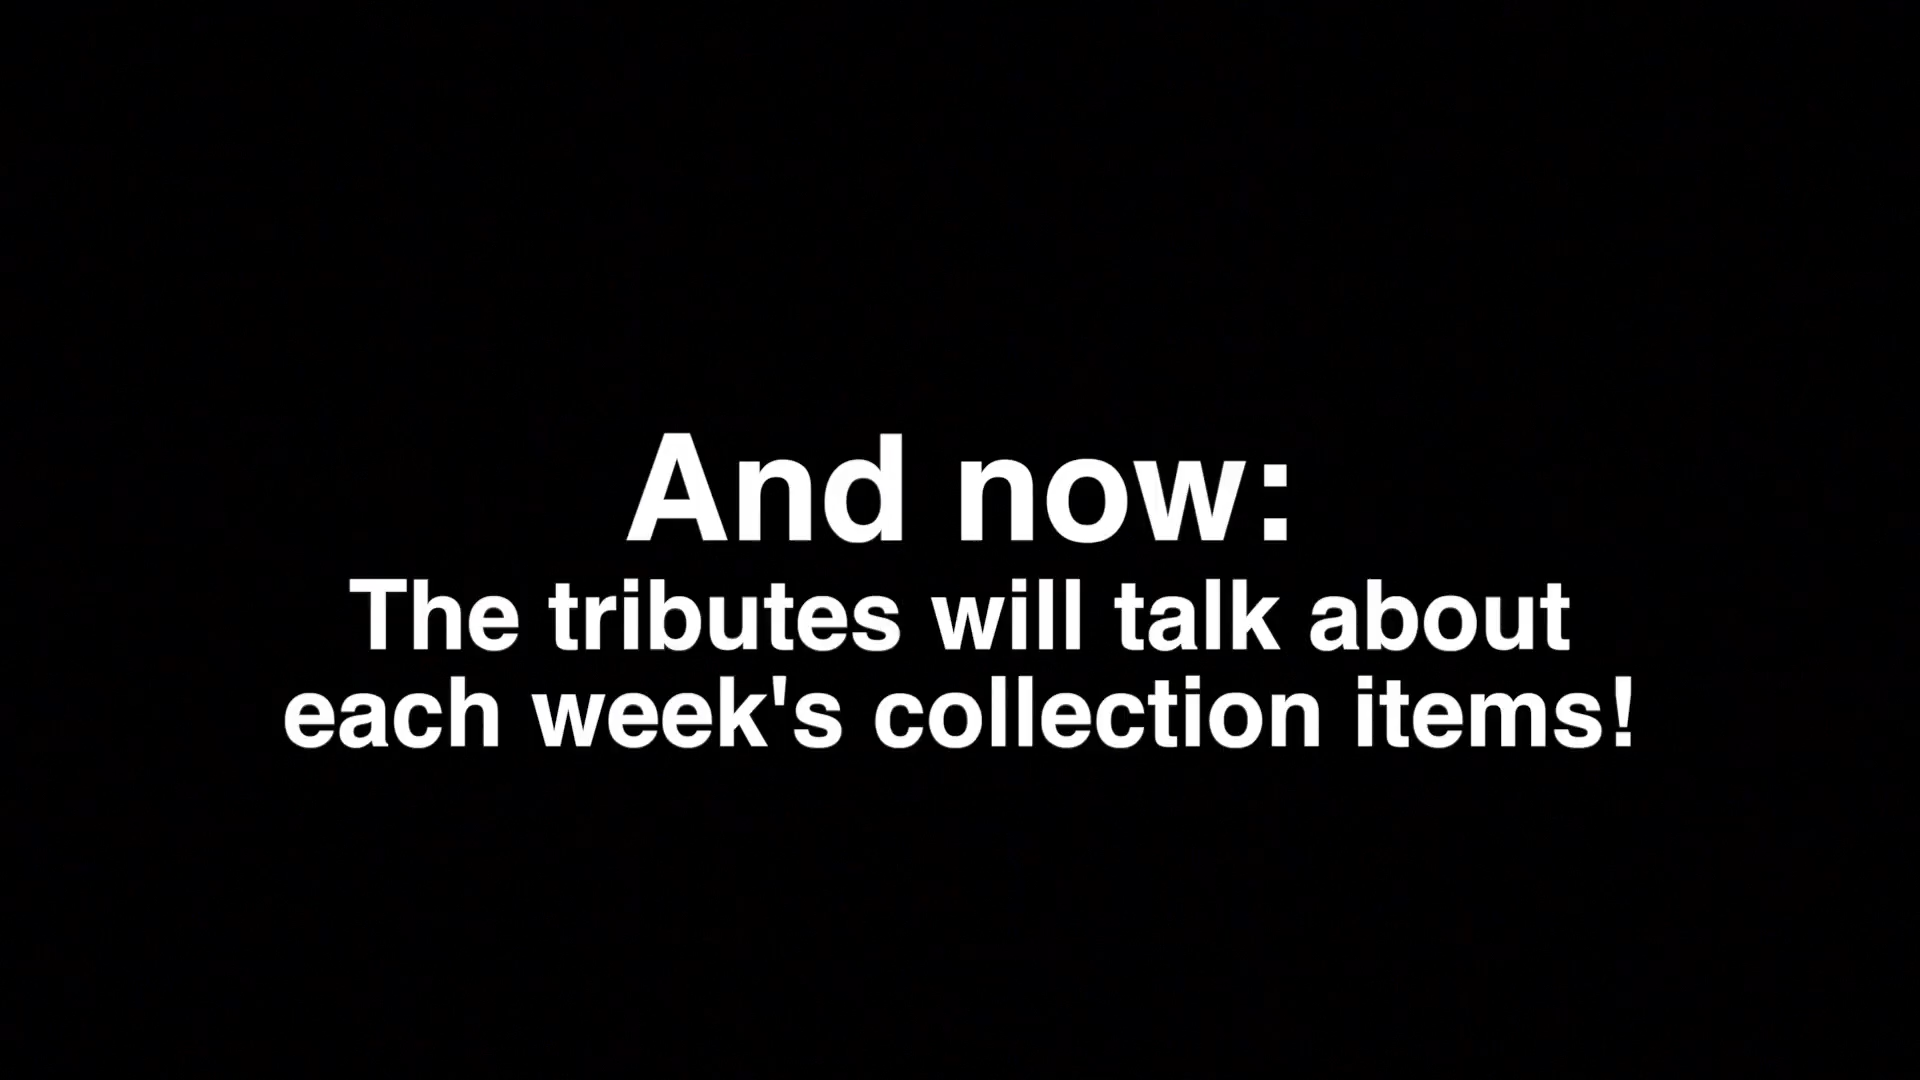 And now:
The tributes will talk about
each week's collection items!